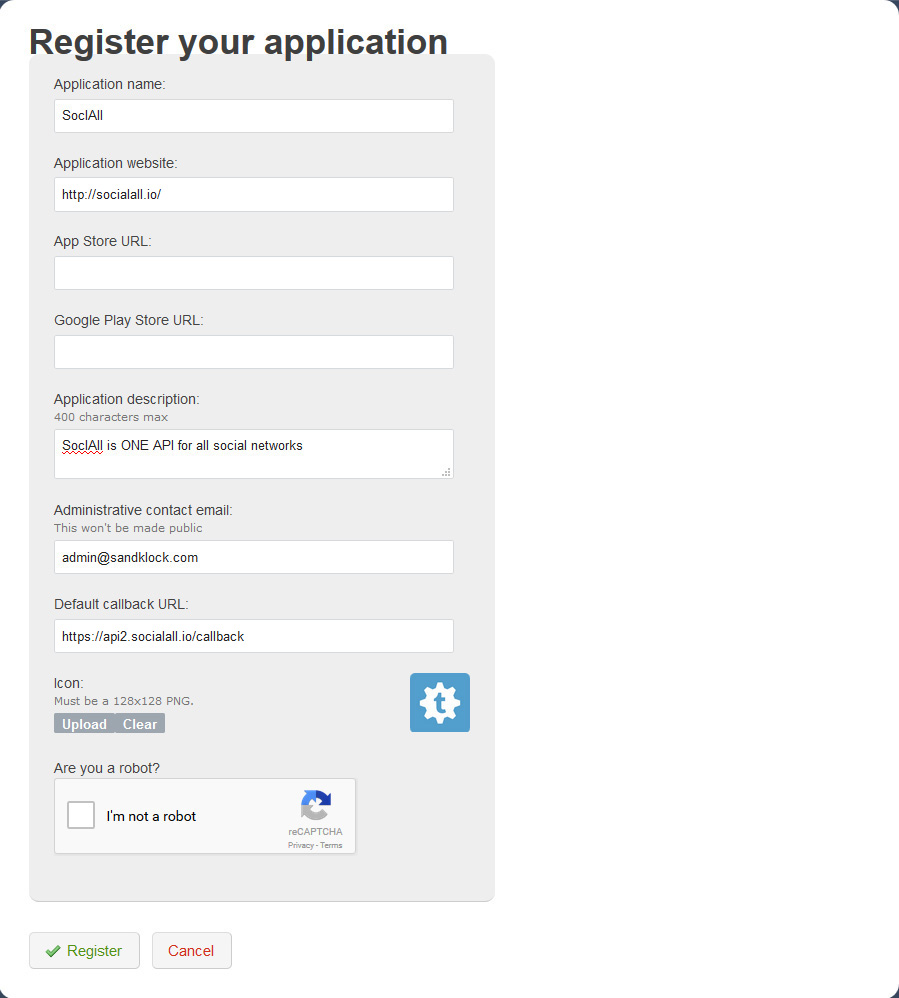 Register your application
Application name:
SoclAll
Application website:
http://socialall.io/
App Store URL:
Google Play Store URL:
Application description:
400 characters max
SoclAll is ONE API for all social networks
Administrative contact email:
This won't be made public
admin@sandklock.com
Default callback URL:
https://api2.socialall.io/callback
Icon:
Must be a 128x128 PNG.
t
Upload Clear
Are you a robot?
I'm not a robot
reCAPTCHA
Privacy - Terms
Register Cancel